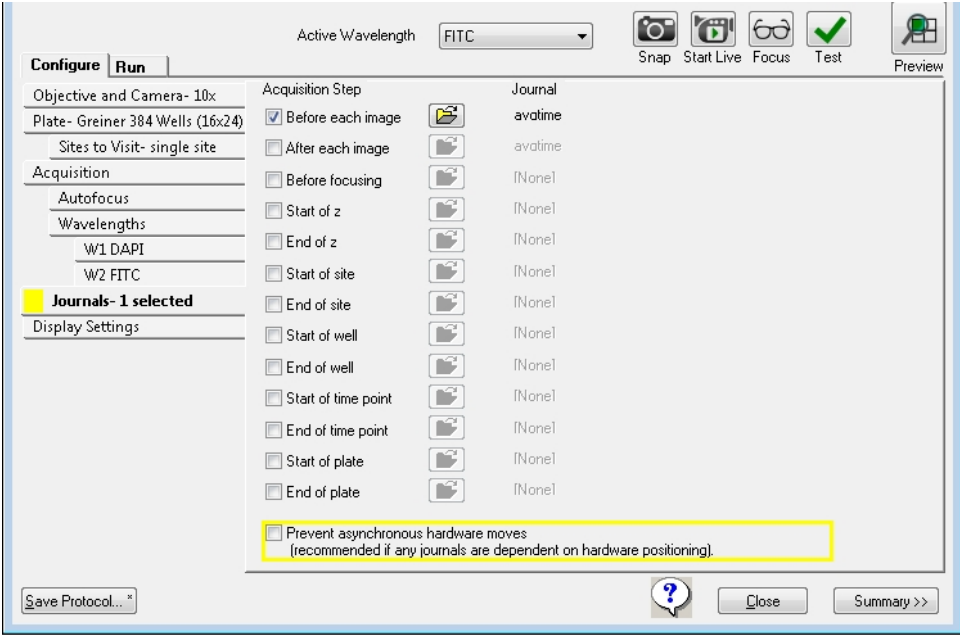 Active Wavelength FITC
Snap Start Live Focus Test Preview
Configure Run
Objective and Camera- 10x
Plate- Greiner 384 Wells (16x24)
Sites to Visit- single site
Acquisition
Autofocus
Wavelengths
W1 DAPI
W2 FITC
Journals- 1 selected
Display Settings
Acquisition Step Journal
Before each image avatime
After each image avatime
Before focusing [None]
Start of z [None]
End of z [None]
Start of site [None]
End of site [None]
Start of well [None]
End of well [None]
Start of time point [None]
End of time point [None]
Start of plate [None]
End of plate [None]
Prevent asynchronous hardware moves
(recommended if any journals are dependent on hardware positioning).
Save Protocol... * ? Close Summary >>